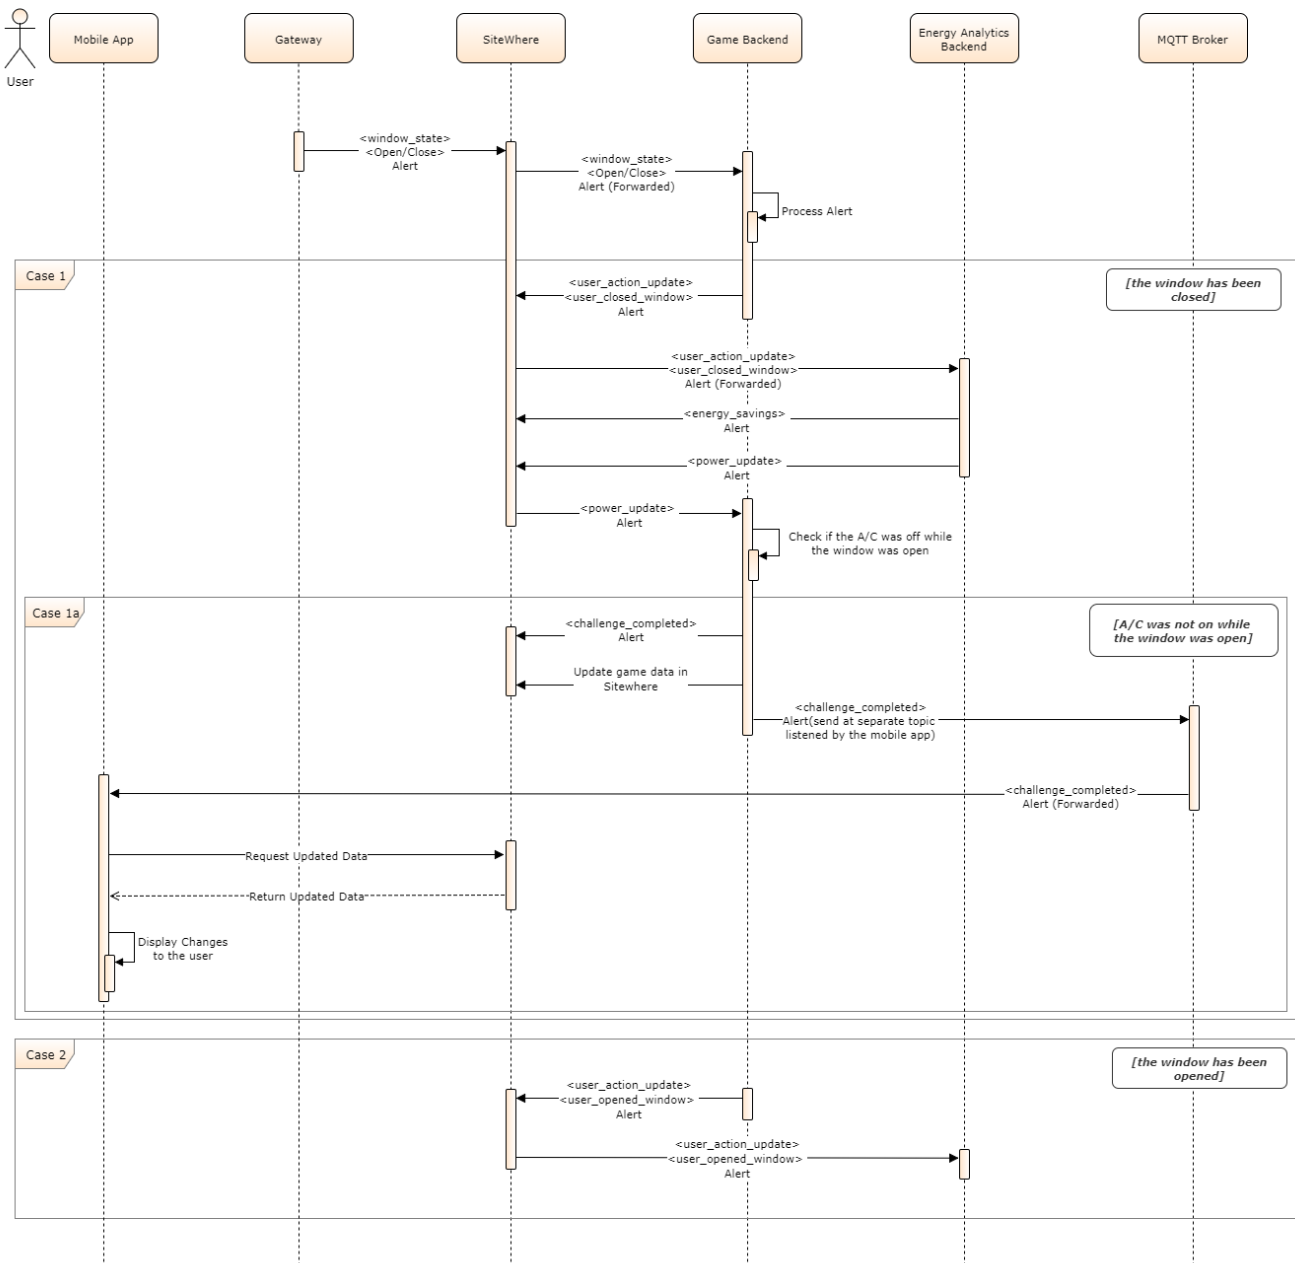 User
Mobile App
Gateway
SiteWhere
Game Backend
Energy Analytics
Backend
MQTT Broker
<window_state>
<Open/Close>
Alert
<window_state>
<Open/Close>
Alert (Forwarded)
Process Alert
Case 1
[the window has been
closed]
<user_action_update>
<user_closed_window>
Alert
<user_action_update>
<user_closed_window>
Alert (Forwarded)
<energy_savings>
Alert
<power_update>
Alert
<power_update>
Alert
Check if the A/C was off while
the window was open
Case 1a
[A/C was not on while
the window was open]
<challenge_completed>
Alert
Update game data in
Sitewhere
<challenge_completed>
Alert(send at separate topic
listened by the mobile app)
<challenge_completed>
Alert (Forwarded)
Request Updated Data
Return Updated Data
Display Changes
to the user
Case 2
[the window has been
opened]
<user_action_update>
<user_opened_window>
Alert
<user_action_update>
<user_opened_window>
Alert